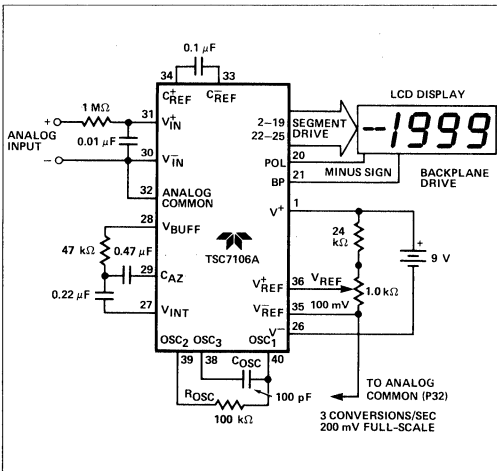 0.1 µF
34 33
C+REF C–REF
LCD DISPLAY
–1999
1 MΩ
+
31 V+IN
ANALOG INPUT
0.01 µF
–
30 V–IN
32 ANALOG COMMON
2–19
22–25
SEGMENT DRIVE
20
POL
MINUS SIGN
21
BP
BACKPLANE DRIVE
28 VBUFF
47 kΩ
0.47 µF
29 CAZ
0.22 µF
27 VINT
TSC7106A
1
V+
24 kΩ
+
9 V
V+REF 36 VREF
1.0 kΩ
V–REF 35 100 mV
V– 26
OSC2 OSC3 OSC1
39 38 40
COSC
100 pF
ROSC
100 kΩ
TO ANALOG COMMON (P32)
3 CONVERSIONS/SEC
200 mV FULL-SCALE